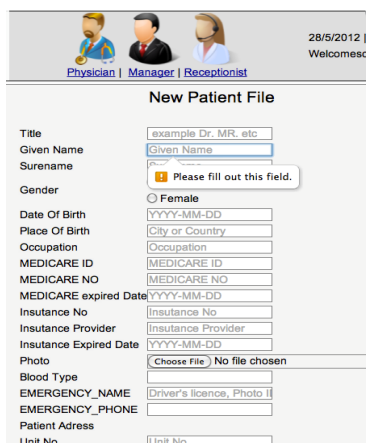 28/5/2012 |
Physician | Manager | Receptionist
Welcomesc
New Patient File
Title example Dr. MR. etc
Given Name Given Name
Surename
Please fill out this field.
Gender
Female
Date Of Birth YYYY-MM-DD
Place Of Birth City or Country
Occupation Occupation
MEDICARE ID MEDICARE ID
MEDICARE NO MEDICARE NO
MEDICARE expired Date YYYY-MM-DD
Insutance No Insutance No
Insutance Provider Insutance Provider
Insutance Expired Date YYYY-MM-DD
Photo Choose File No file chosen
Blood Type
EMERGENCY_NAME Driver's licence, Photo I
EMERGENCY_PHONE
Patient Adress
Unit No Unit No